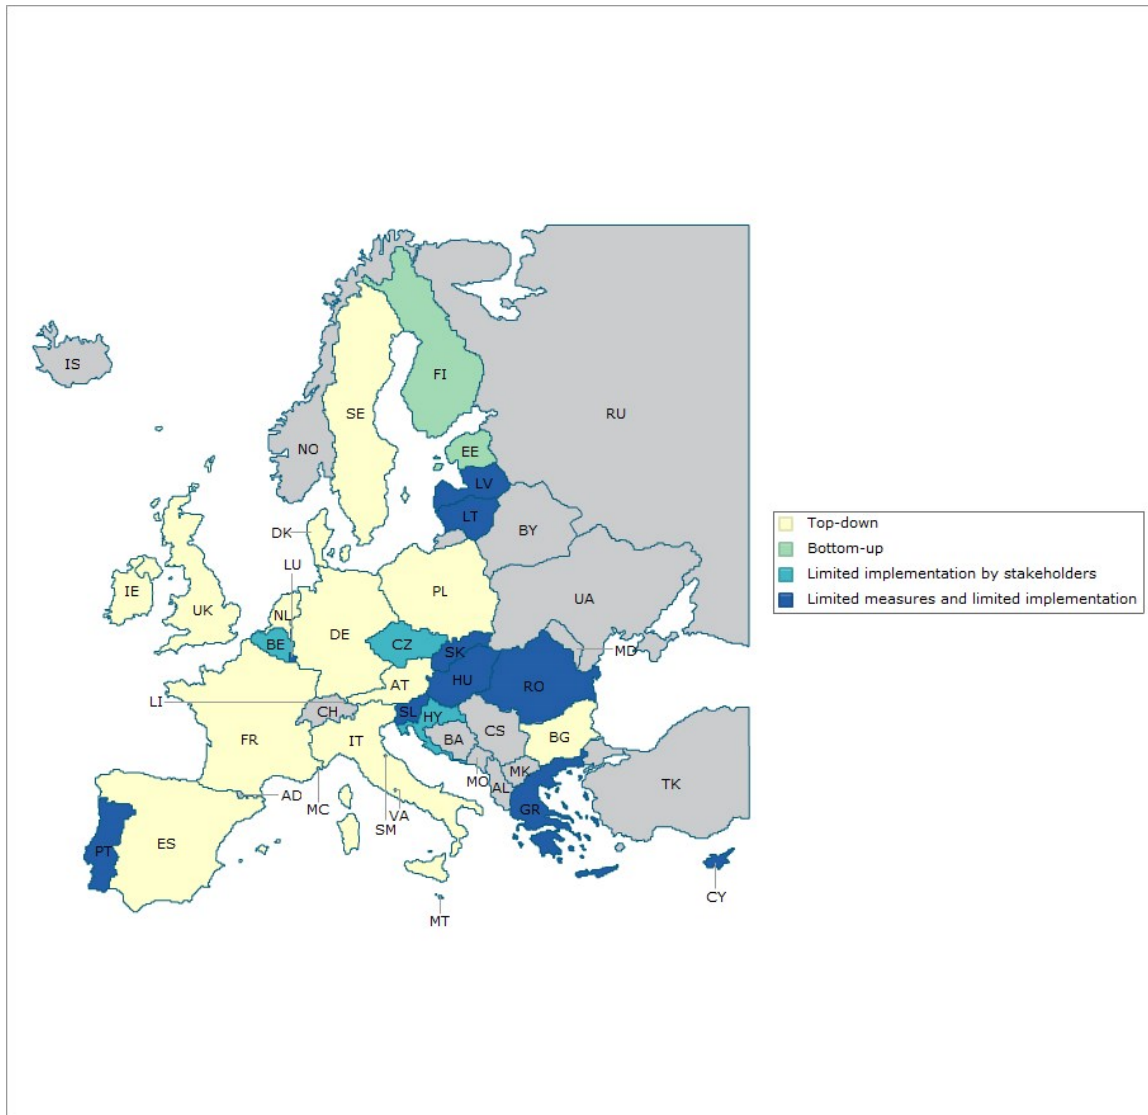 IS
FI
SE
RU
NO
EE
LV
LT
BY
DK
LU
IE
UK
NL
PL
UA
BE
DE
CZ
SK
MD
AT
HU
RO
LI
CH
SL
HY
FR
IT
BA
CS
BG
MO
MK
AL
TK
AD
MC
VA
SM
GR
ES
PT
MT
CY
Top-down
Bottom-up
Limited implementation by stakeholders
Limited measures and limited implementation